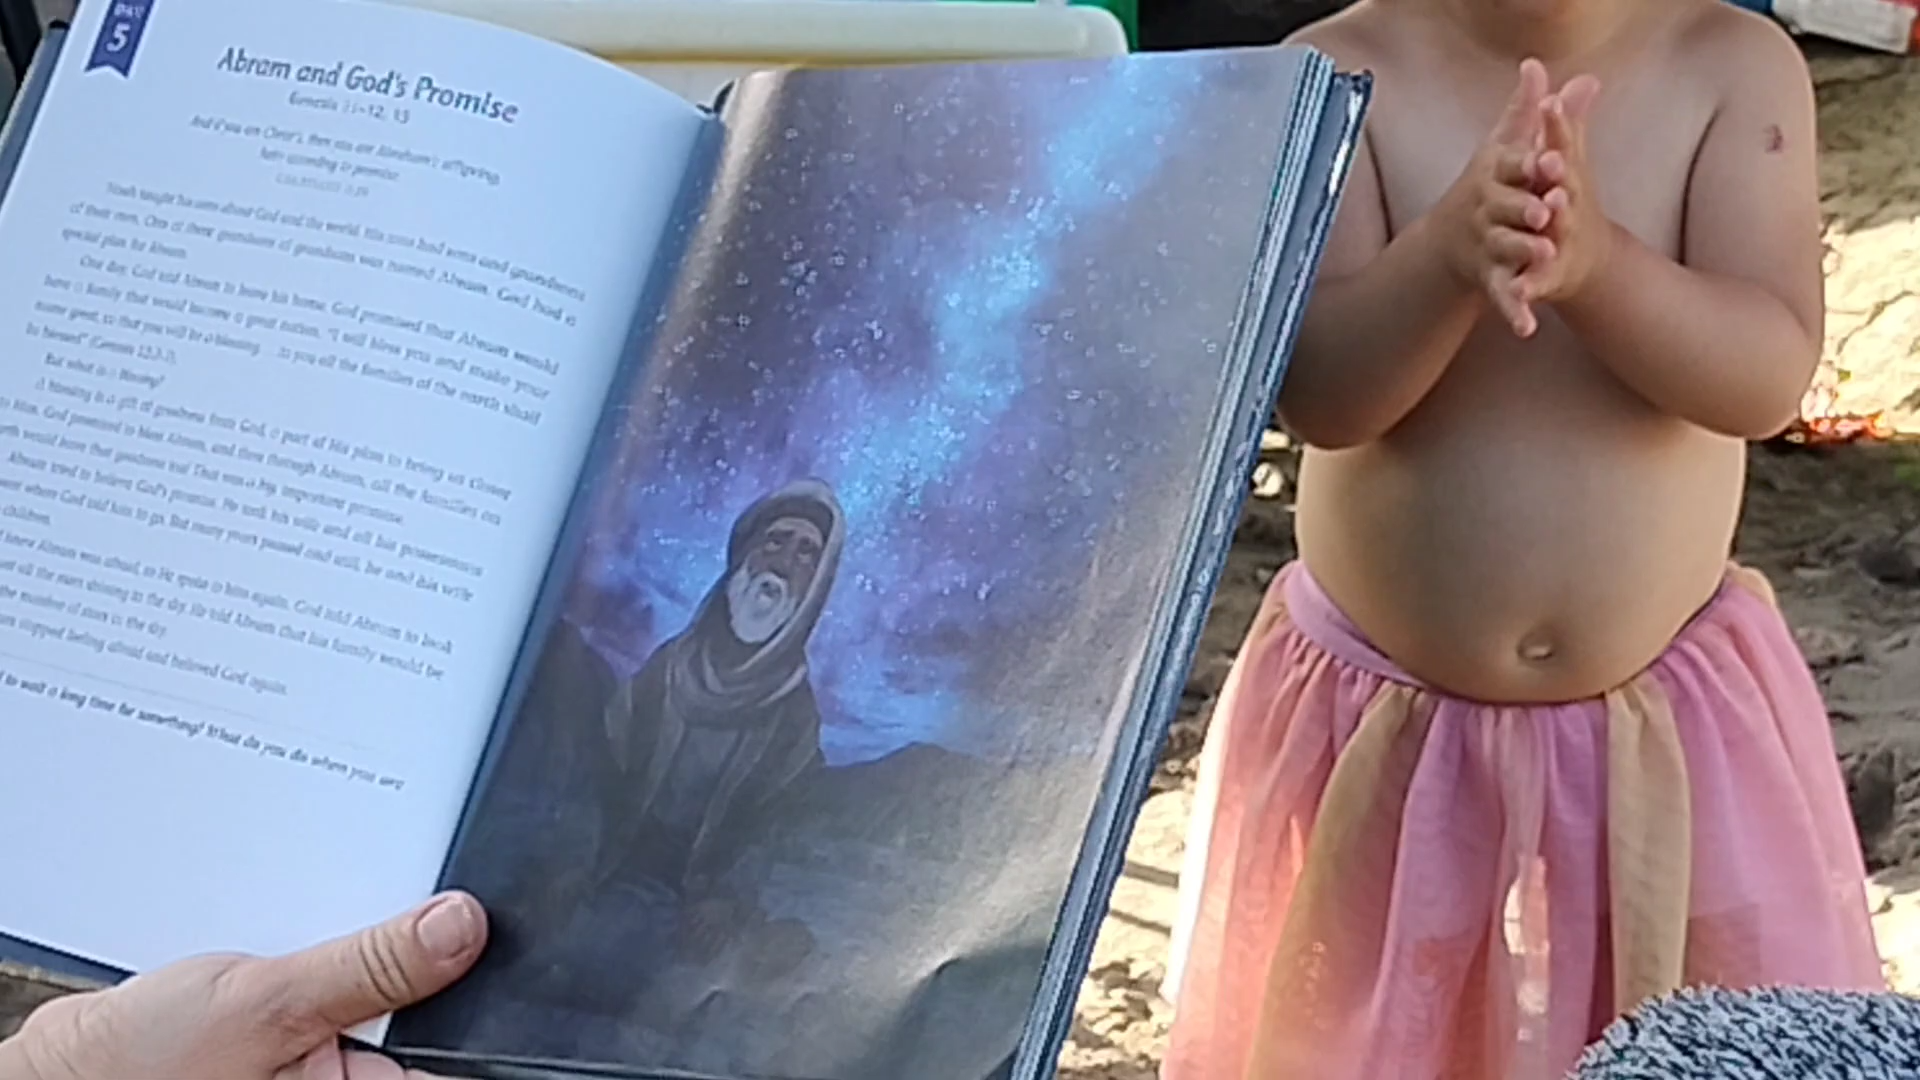 DAY
5
Abram and God's Promise
Genesis 11–12, 15
And if you are Christ's, then you are Abraham's offspring,
heirs according to promise.
Noah taught his sons about God and the world. His sons had sons and grandsons
of their own. One of these grandsons of grandsons was named Abram. God had a
special plan for Abram.
One day, God told Abram to leave his home. God promised that Abram would
have a family that would become a great nation. "I will bless you and make your
name great, so that you will be a blessing ... in you all the families of the earth shall
be blessed" (Genesis
But what is a blessing?
A blessing is a gift of goodness from God, a part of His plan to bring us closer
to Him. God promised to bless Abram, and then through Abram, all the families on
would have that goodness too! That was a big, important promise.
Abram tried to believe God's promise. He took his wife and all his possessions
where God told him to go. But many years passed and still, he and his wife
children.
knew Abram was afraid, so He spoke to him again. God told Abram to look
at all the stars shining in the sky. He told Abram that his family would be
the number of stars in the sky.
stopped being afraid and believed God again.
to wait a long time for something? What do you do when you are